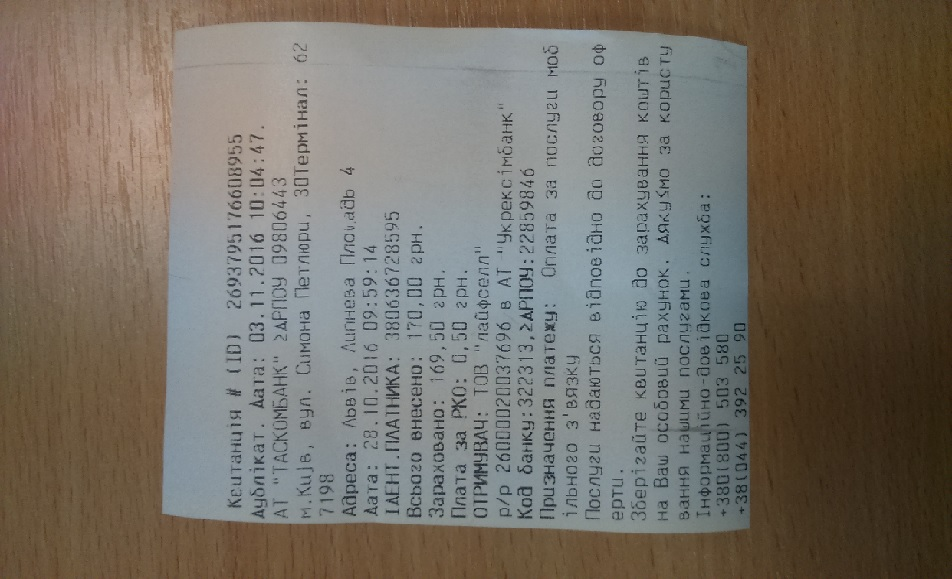 Квитанція # (ID) 2693795176608955
Дублікат. Дата: 03.11.2016 10:04:47.
АТ "ТАСКОМБАНК" ЄДРПОУ 09806443
м.Київ, вул. Симона Петлюри, 30Термінал: 62
7198
Адреса: Львів, Липнева Площадь 4
Дата: 28.10.2016 09:59:14
ІДЕНТ.ПЛАТНИКА: 380636728595
Всього внесено: 170,00 грн.
Зараховано: 169,50 грн.
Плата за РКО: 0,50 грн.
ОТРИМУВАЧ: ТОВ "лайфселл"
р/р 26000020037696 в АТ "Укрексімбанк"
Код банку:322313,ЄДРПОУ:22859846
Призначення платежу: Оплата за послуги моб
ільного з'вязку
Послуги надаються відповідно до договору оф
ерти.
Зберігайте квитанцію до зарахування коштів
на Ваш особовий рахунок. Дякуємо за користу
вання нашими послугами.
Інформаційно-довідкова служба:
+380(800) 503 580
+38(044) 392 25 90